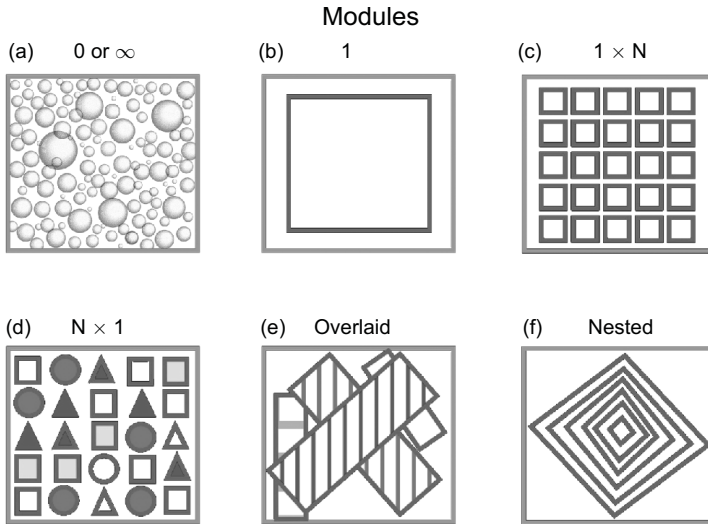 Modules
(a) 0 or ∞
(b) 1
(c) 1 × N
(d) N × 1
(e) Overlaid
(f) Nested